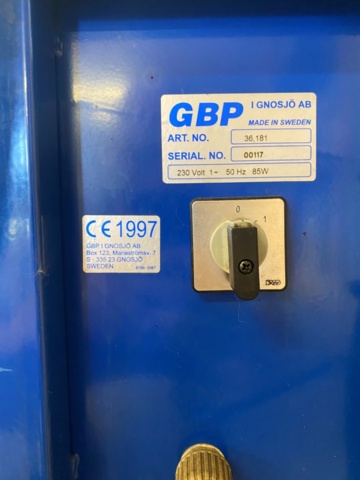 GBP I GNOSJÖ AB
MADE IN SWEDEN
ART. NO. 36,181
SERIAL. NO. 00117
230 Volt 1~ 50 Hz 85W
0
1
CE 1997
GBP I GNOSJÖ AB
Box 123, Marieströmsv. 7
S - 335 23 GNOSJÖ
SWEDEN